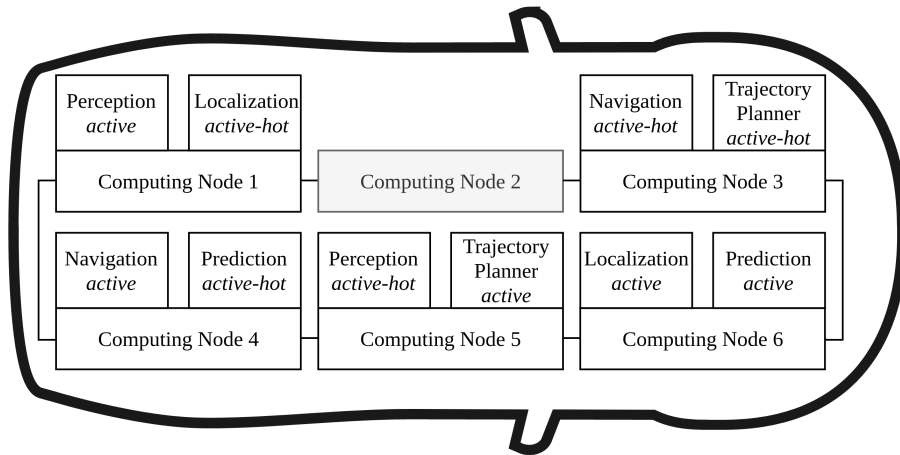 Perception
active
Localization
active-hot
Navigation
active-hot
Trajectory
Planner
active-hot
Computing Node 1
Computing Node 2
Computing Node 3
Navigation
active
Prediction
active-hot
Perception
active-hot
Trajectory
Planner
active
Localization
active
Prediction
active
Computing Node 4
Computing Node 5
Computing Node 6